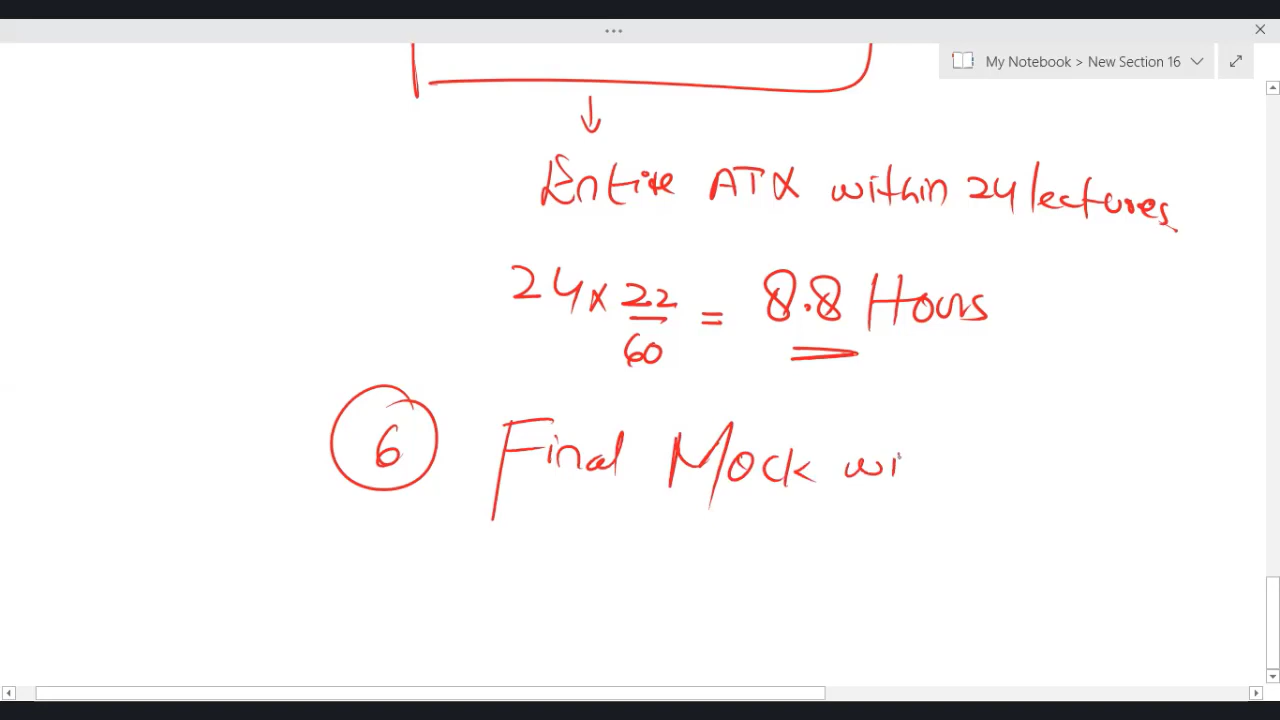 ...
My Notebook > New Section 16
Entire ATX within 24 lectures
24 x 22/60 = 8.8 Hours
6 Final Mock wi